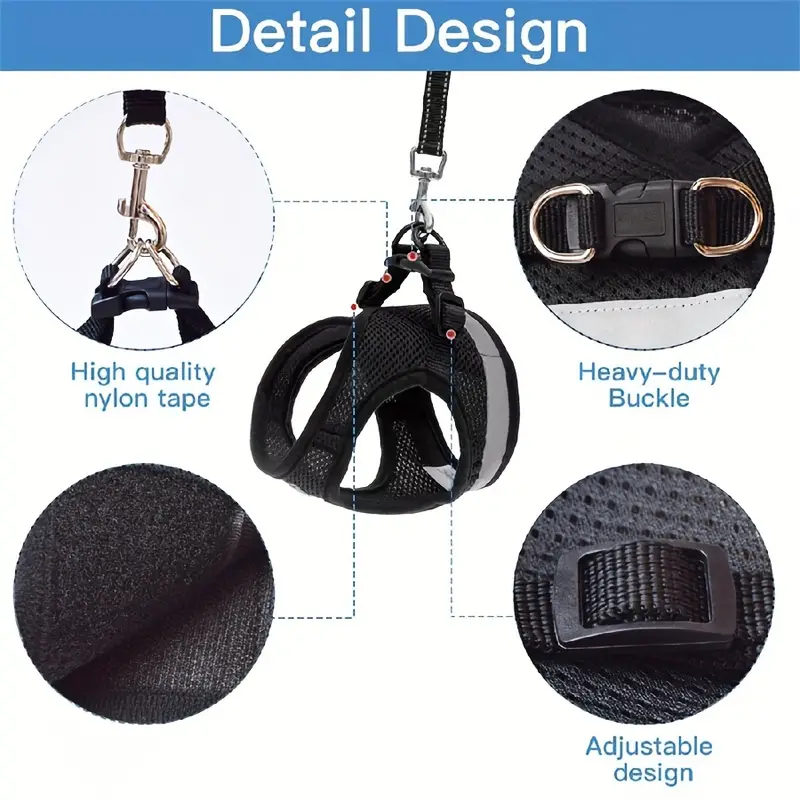 Detail Design
High quality
nylon tape
Heavy-duty
Buckle
Adjustable
design